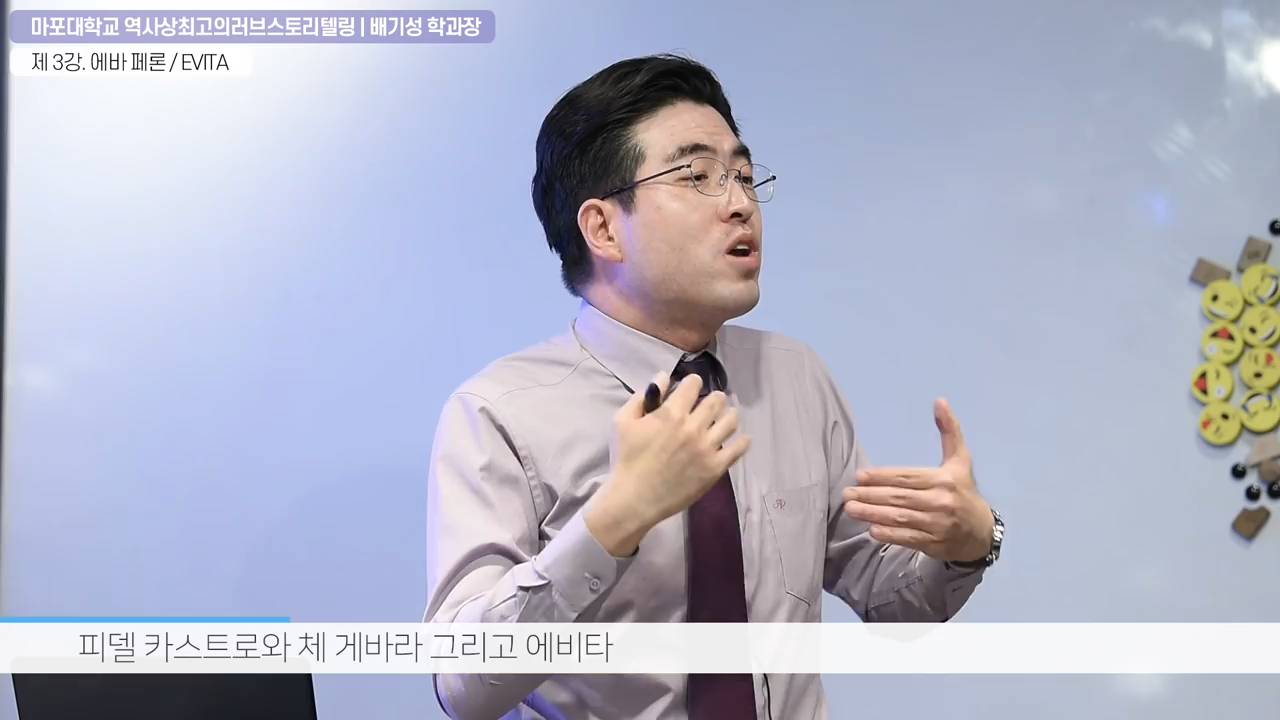 마포대학교 역사상최고의러브스토리텔링 | 배기성 학과장
제 3강. 에바 페론 / EVITA
피델 카스트로와 체 게바라 그리고 에비타